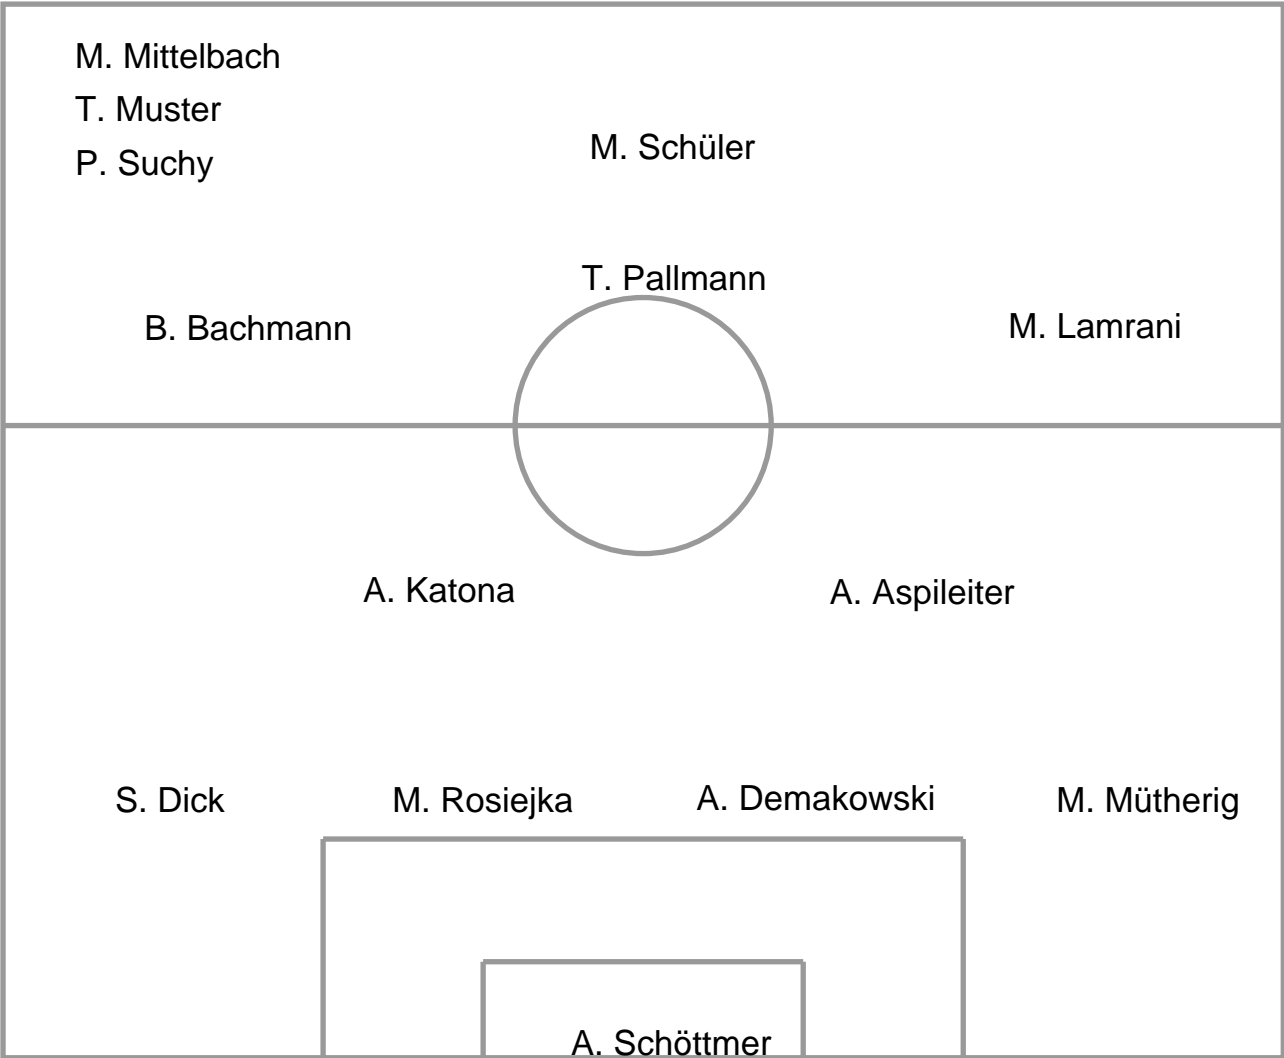 M. Mittelbach
T. Muster
P. Suchy
M. Schüler
T. Pallmann
B. Bachmann
M. Lamrani
A. Katona
A. Aspileiter
S. Dick
M. Rosiejka
A. Demakowski
M. Mütherig
A. Schöttmer